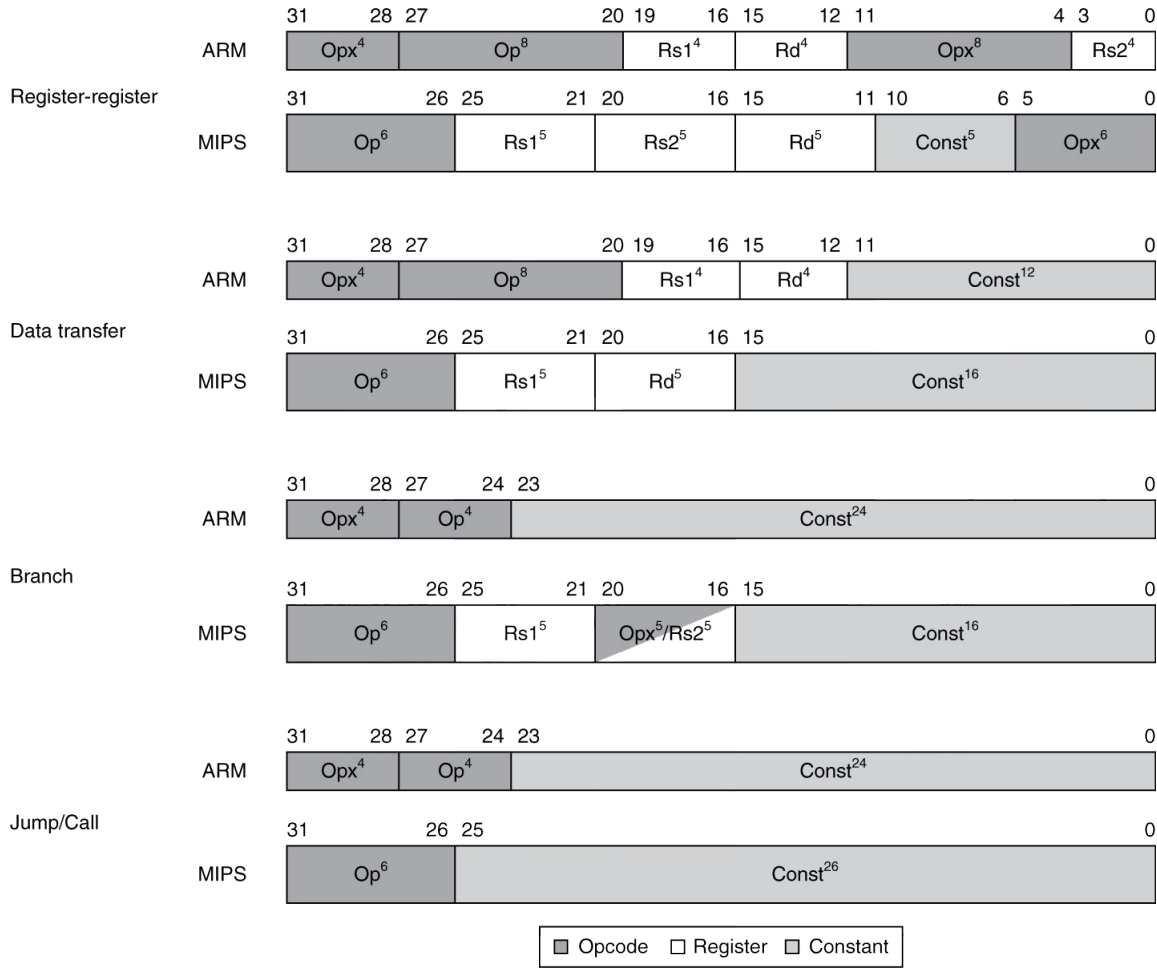 31 28 27 20 19 16 15 12 11 4 3 0
ARM Opx4 Op8 Rs14 Rd4 Opx8 Rs24
Register-register
31 26 25 21 20 16 15 11 10 6 5 0
MIPS Op6 Rs15 Rs25 Rd5 Const5 Opx6
31 28 27 20 19 16 15 12 11 0
ARM Opx4 Op8 Rs14 Rd4 Const12
Data transfer
31 26 25 21 20 16 15 0
MIPS Op6 Rs15 Rd5 Const16
31 28 27 24 23 0
ARM Opx4 Op4 Const24
Branch
31 26 25 21 20 16 15 0
MIPS Op6 Rs15 Opx5/Rs25 Const16
31 28 27 24 23 0
ARM Opx4 Op4 Const24
Jump/Call
31 26 25 0
MIPS Op6 Const26
Opcode Register Constant